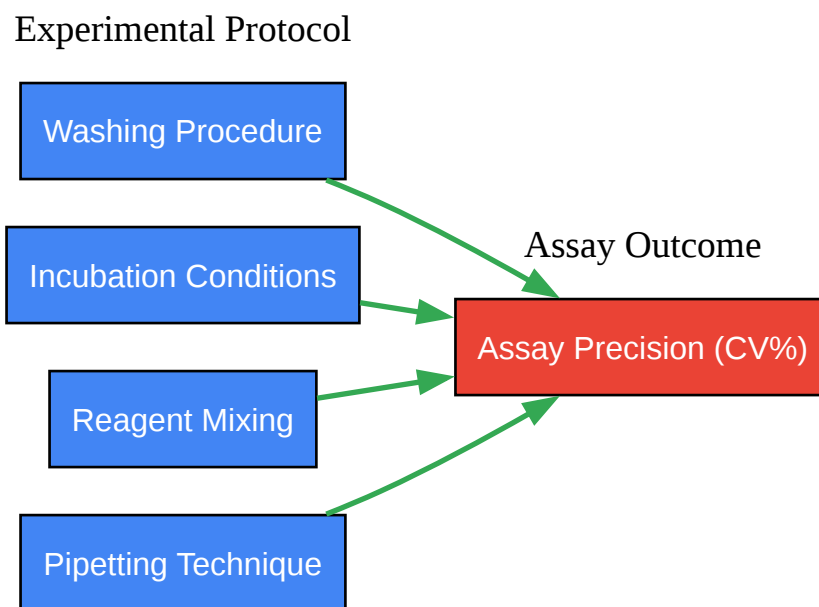 Experimental Protocol
Washing Procedure
Incubation Conditions
Assay Outcome
Assay Precision (CV%)
Reagent Mixing
Pipetting Technique